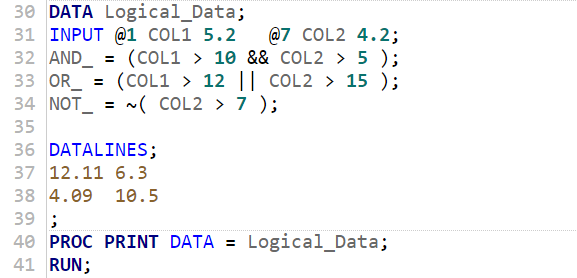 30 DATA Logical_Data;
31 INPUT @1 COL1 5.2   @7 COL2 4.2;
32 AND_ = (COL1 > 10 && COL2 > 5 );
33 OR_ = (COL1 > 12 || COL2 > 15 );
34 NOT_ = ~( COL2 > 7 );
35
36 DATALINES;
37 12.11 6.3
38 4.09  10.5
39 ;
40 PROC PRINT DATA = Logical_Data;
41 RUN;